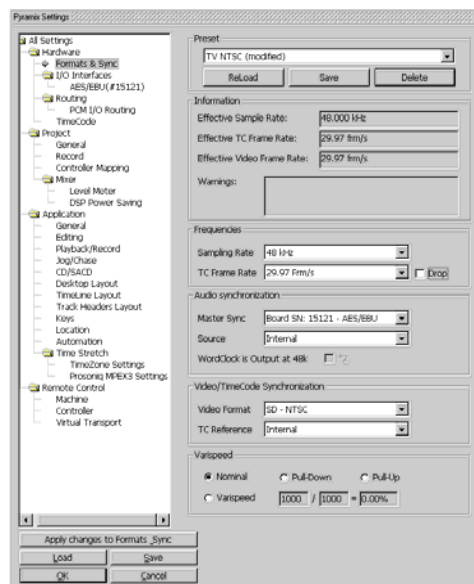 Pyramix Settings
All Settings
Hardware
Formats & Sync
I/O Interfaces
AES/EBU(#15121)
Routing
PCM I/O Routing
TimeCode
Project
General
Record
Controller Mapping
Mixer
Level Meter
DSP Power Saving
Application
General
Editing
Playback/Record
Jog/Chase
CD/SACD
Desktop Layout
TimeLine Layout
Track Headers Layout
Keys
Location
Automation
Time Stretch
TimeZone Settings
Prosoniq MPEX3 Settings
Remote Control
Machine
Controller
Virtual Transport
Apply changes to Formats _Sync
Load Save
OK Cancel
Preset
TV NTSC (modified)
ReLoad Save Delete
Information
Effective Sample Rate: 48.000 kHz
Effective TC Frame Rate: 29.97 frm/s
Effective Video Frame Rate: 29.97 frm/s
Warnings:
Frequencies
Sampling Rate 48 kHz
TC Frame Rate 29.97 Frm/s Drop
Audio synchronization
Master Sync Board SN: 15121 - AES/EBU
Source Internal
WordClock is Output at 48k
Video/TimeCode Synchronization
Video Format SD - NTSC
TC Reference Internal
Varispeed
Nominal Pull-Down Pull-Up
Varispeed 1000 / 1000 = 0.00%